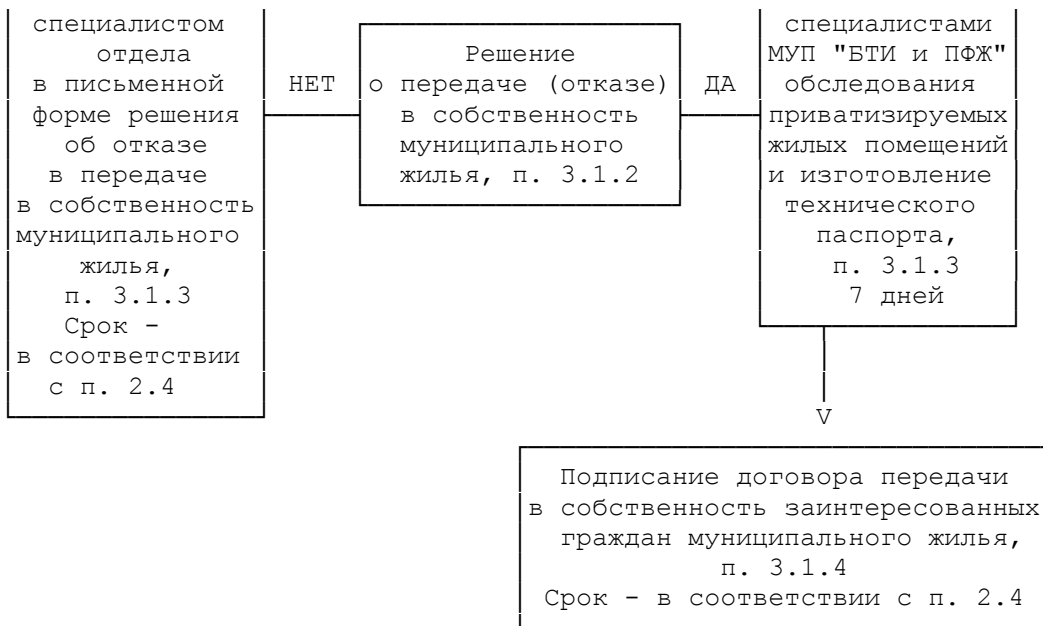 специалистом
отдела
в письменной
форме решения
об отказе
в передаче
в собственность
муниципального
жилья,
п. 3.1.3
Срок -
в соответствии
с п. 2.4
НЕТ
Решение
о передаче (отказе)
в собственность
муниципального
жилья, п. 3.1.2
ДА
специалистами
МУП "БТИ и ПФЖ"
обследования
приватизируемых
жилых помещений
и изготовление
технического
паспорта,
п. 3.1.3
7 дней
V
Подписание договора передачи
в собственность заинтересованных
граждан муниципального жилья,
п. 3.1.4
Срок - в соответствии с п. 2.4